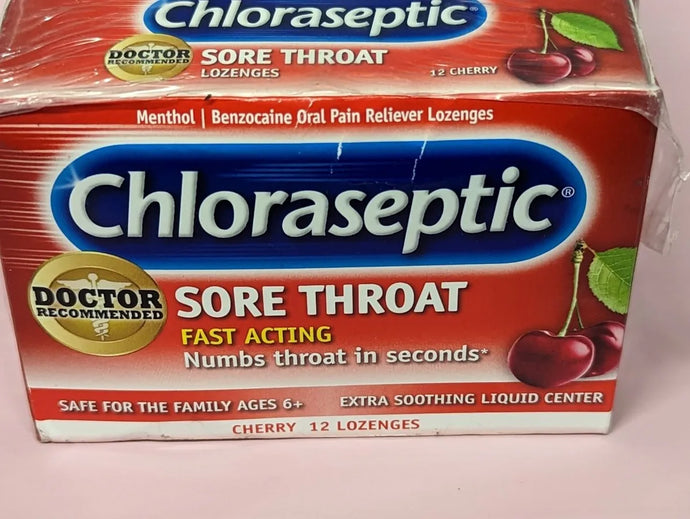 Chloraseptic®
DOCTOR
RECOMMENDED
SORE THROAT
LOZENGES
12 CHERRY
Menthol | Benzocaine Oral Pain Reliever Lozenges
Chloraseptic®
DOCTOR
RECOMMENDED
SORE THROAT
FAST ACTING
Numbs throat in seconds*
SAFE FOR THE FAMILY AGES 6+ EXTRA SOOTHING LIQUID CENTER
CHERRY 12 LOZENGES